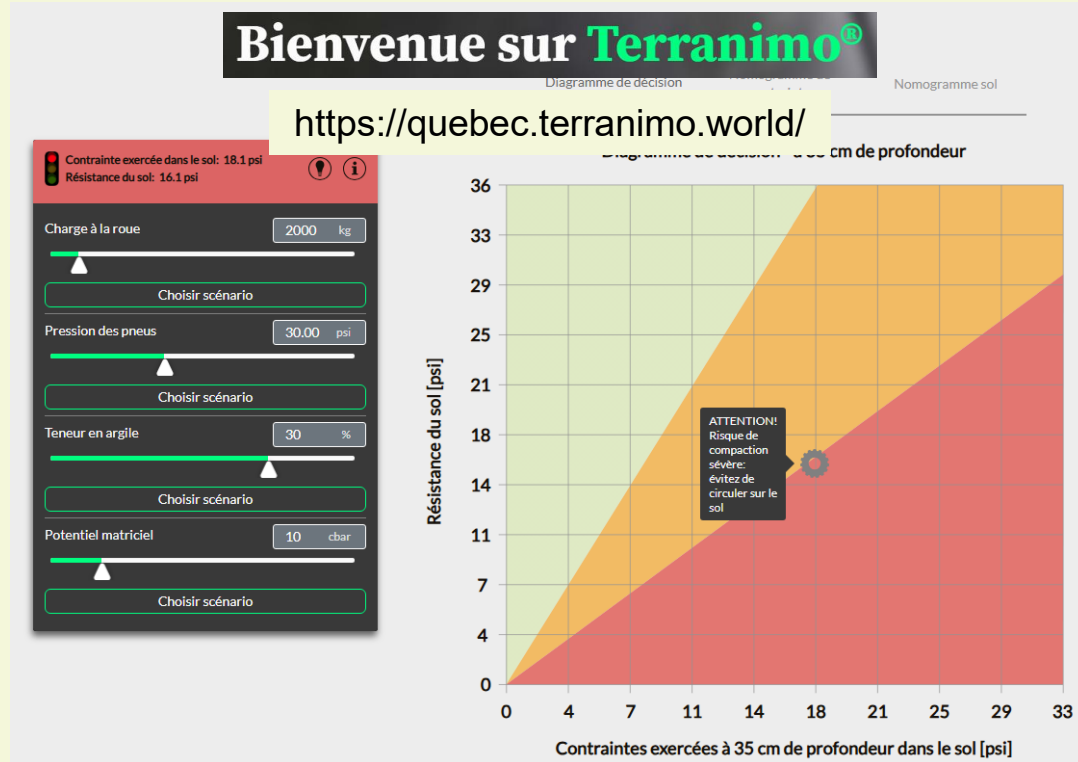 Bienvenue sur Terranimo®
Diagramme de décision
Nomogramme sol
https://quebec.terranimo.world/
Contrainte exercée dans le sol: 18.1 psi
Résistance du sol: 16.1 psi
Charge à la roue
2000 kg
Choisir scénario
Pression des pneus
30.00 psi
Choisir scénario
Teneur en argile
30 %
Choisir scénario
Potentiel matriciel
10 cbar
Choisir scénario
cm de profondeur
36
33
29
25
21
18
14
11
7
4
0
Résistance du sol [psi]
ATTENTION!
Risque de
compaction
sévère:
évitez de
circuler sur le
sol
0 4 7 11 14 18 21 25 29 33
Contraintes exercées à 35 cm de profondeur dans le sol [psi]